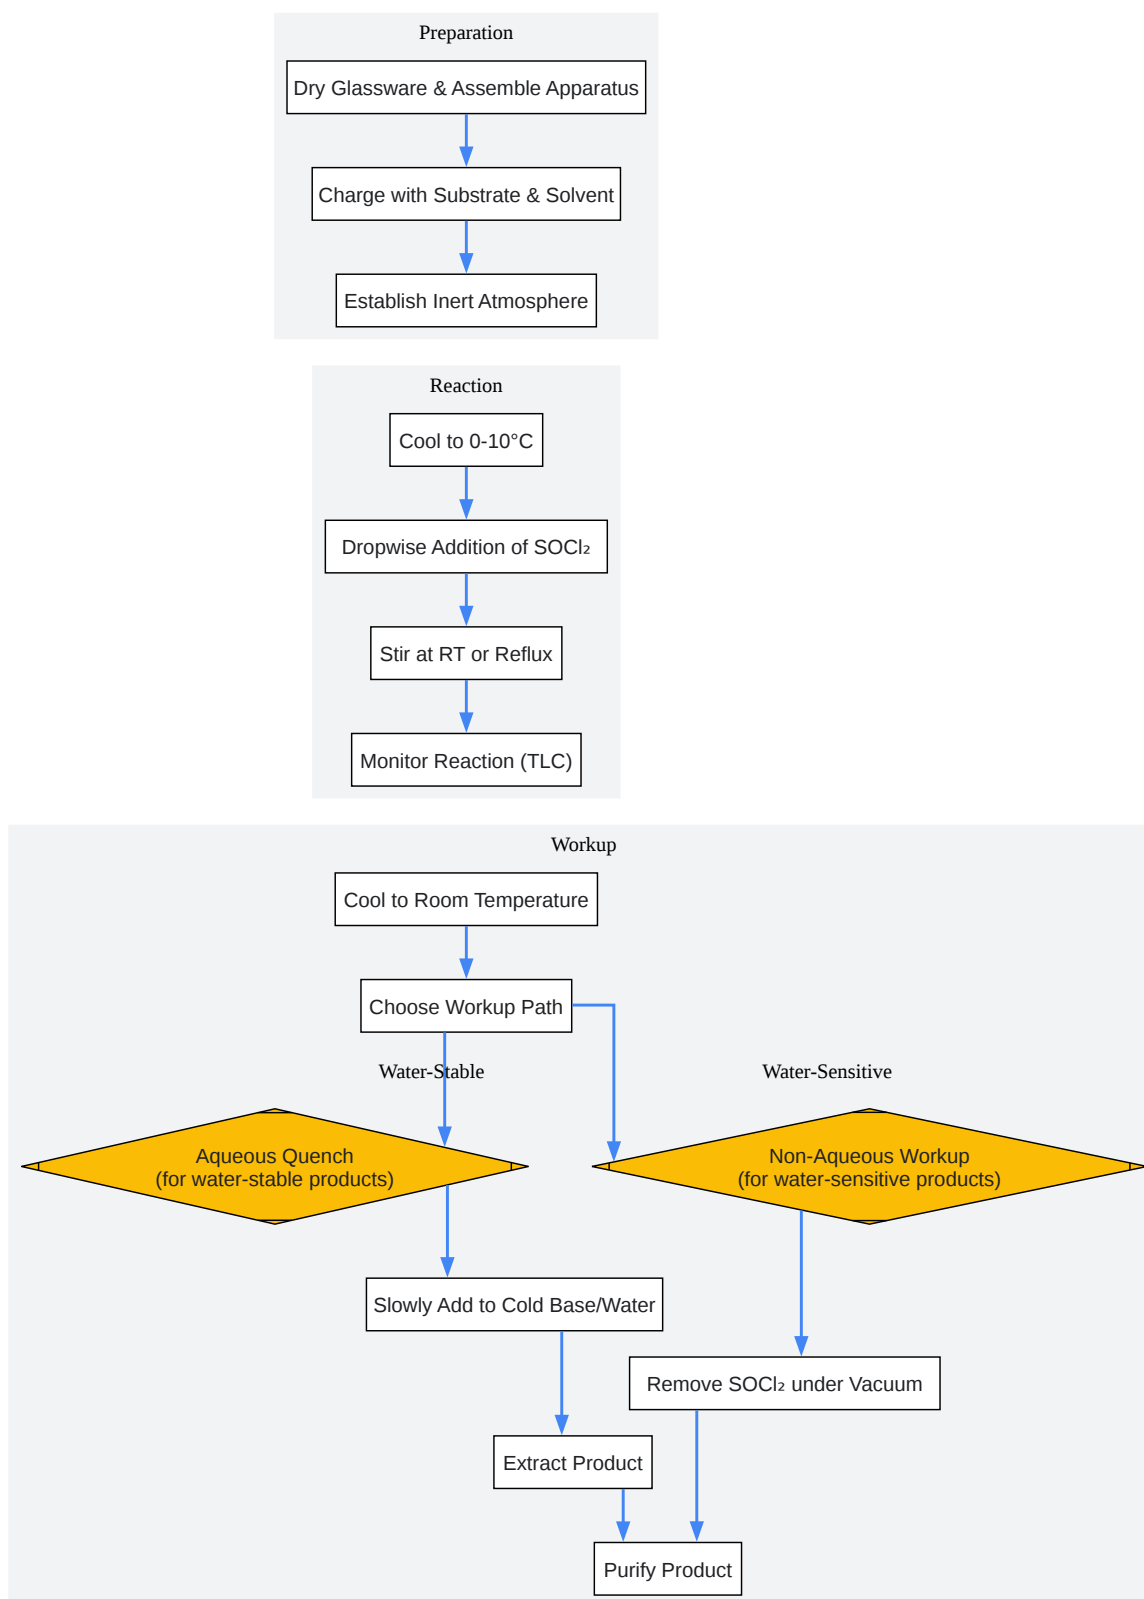 Preparation
Dry Glassware & Assemble Apparatus
Charge with Substrate & Solvent
Establish Inert Atmosphere
Reaction
Cool to 0-10°C
Dropwise Addition of SOCl₂
Stir at RT or Reflux
Monitor Reaction (TLC)
Workup
Cool to Room Temperature
Choose Workup Path
Water-Stable
Water-Sensitive
Aqueous Quench
(for water-stable products)
Non-Aqueous Workup
(for water-sensitive products)
Slowly Add to Cold Base/Water
Remove SOCl₂ under Vacuum
Extract Product
Purify Product